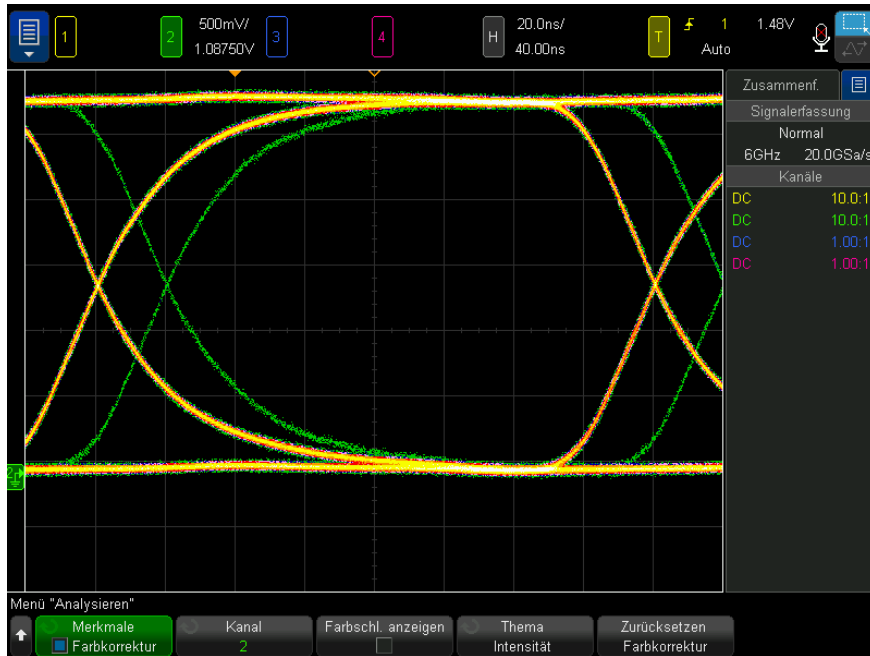 1 2 500mV/ 3 4 H 20.0ns/ T 1 1.48V
1.08750V 40.00ns Auto
Zusammenf.
Signalerfassung
Normal
6GHz 20.0GSa/s
Kanäle
DC 10.0:1
DC 10.0:1
DC 1.00:1
DC 1.00:1
2
Menü "Analysieren"
Merkmale Kanal Farbschl. anzeigen Thema Zurücksetzen
Farbkorrektur 2 Intensität Farbkorrektur